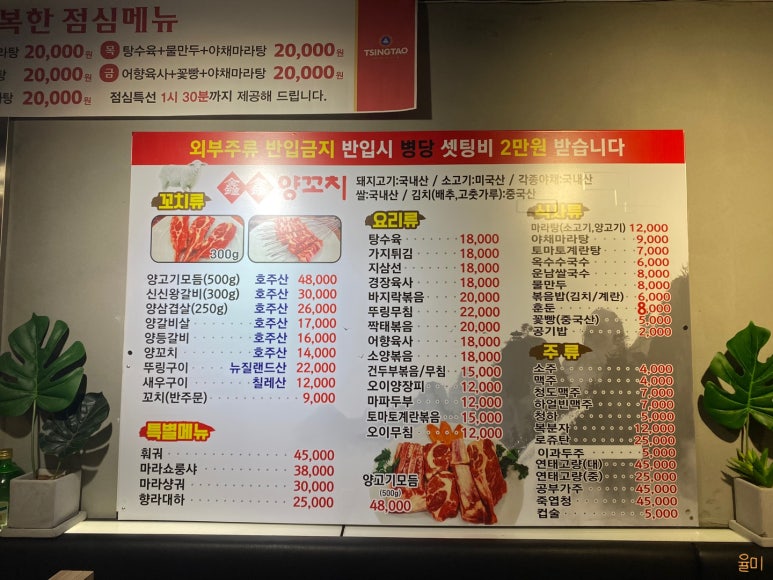 복한 점심메뉴
라탕 20,000원 목 탕수육+물만두+야채마라탕 20,000원
탕 20,000원 금 어향육사+꽃빵+야채마라탕 20,000원
탕 20,000원 점심특선 1시 30분까지 제공해 드립니다.
TSINGTAO
외부주류 반입금지 반입시 병당 셋팅비 2만원 받습니다
양꼬치
돼지고기:국내산 / 소고기:미국산 / 각종야채:국내산
쌀:국내산 / 김치(배추,고춧가루):중국산
꼬치류
300g
양고기모듬(500g) 호주산 48,000
신신왕갈비(300g) 호주산 30,000
양삼겹살(250g) 호주산 26,000
양갈비살 호주산 17,000
양등갈비 호주산 16,000
양꼬치 호주산 14,000
뚜링구이 뉴질랜드산 22,000
새우구이 칠레산 12,000
꼬치(반주문) 9,000
특별메뉴
훠궈 45,000
마라쇼룽샤 38,000
마라샹궈 30,000
향라대하 25,000
요리류
탕수육 18,000
가지튀김 18,000
지삼선 18,000
경장육사 18,000
바지락볶음 20,000
뚜링무침 22,000
짝태볶음 20,000
어향육사 18,000
소양볶음 18,000
건두부볶음/무침 15,000
오이양장피 12,000
마파두부 12,000
토마토계란볶음 15,000
오이무침 12,000
양고기모듬
(500g)
48,000
식사류
마라탕(소고기,양고기) 12,000
야채마라탕 9,000
토마토계란탕 7,000
옥수수국수 6,000
운남쌀국수 8,000
물만두 8,000
볶음밥(김치/계란) 6,000
훈둔 8,000
꽃빵(중국산) 5,000
공기밥 2,000
주류
소주 4,000
맥주 4,000
청도맥주 7,000
하얼빈맥주 7,000
청하 5,000
복분자 12,000
로쥬탄 25,000
이과두주 5,000
연태고량(대) 45,000
연태고량(중) 25,000
공부가주 45,000
죽엽청 45,000
컵술 5,000
율미